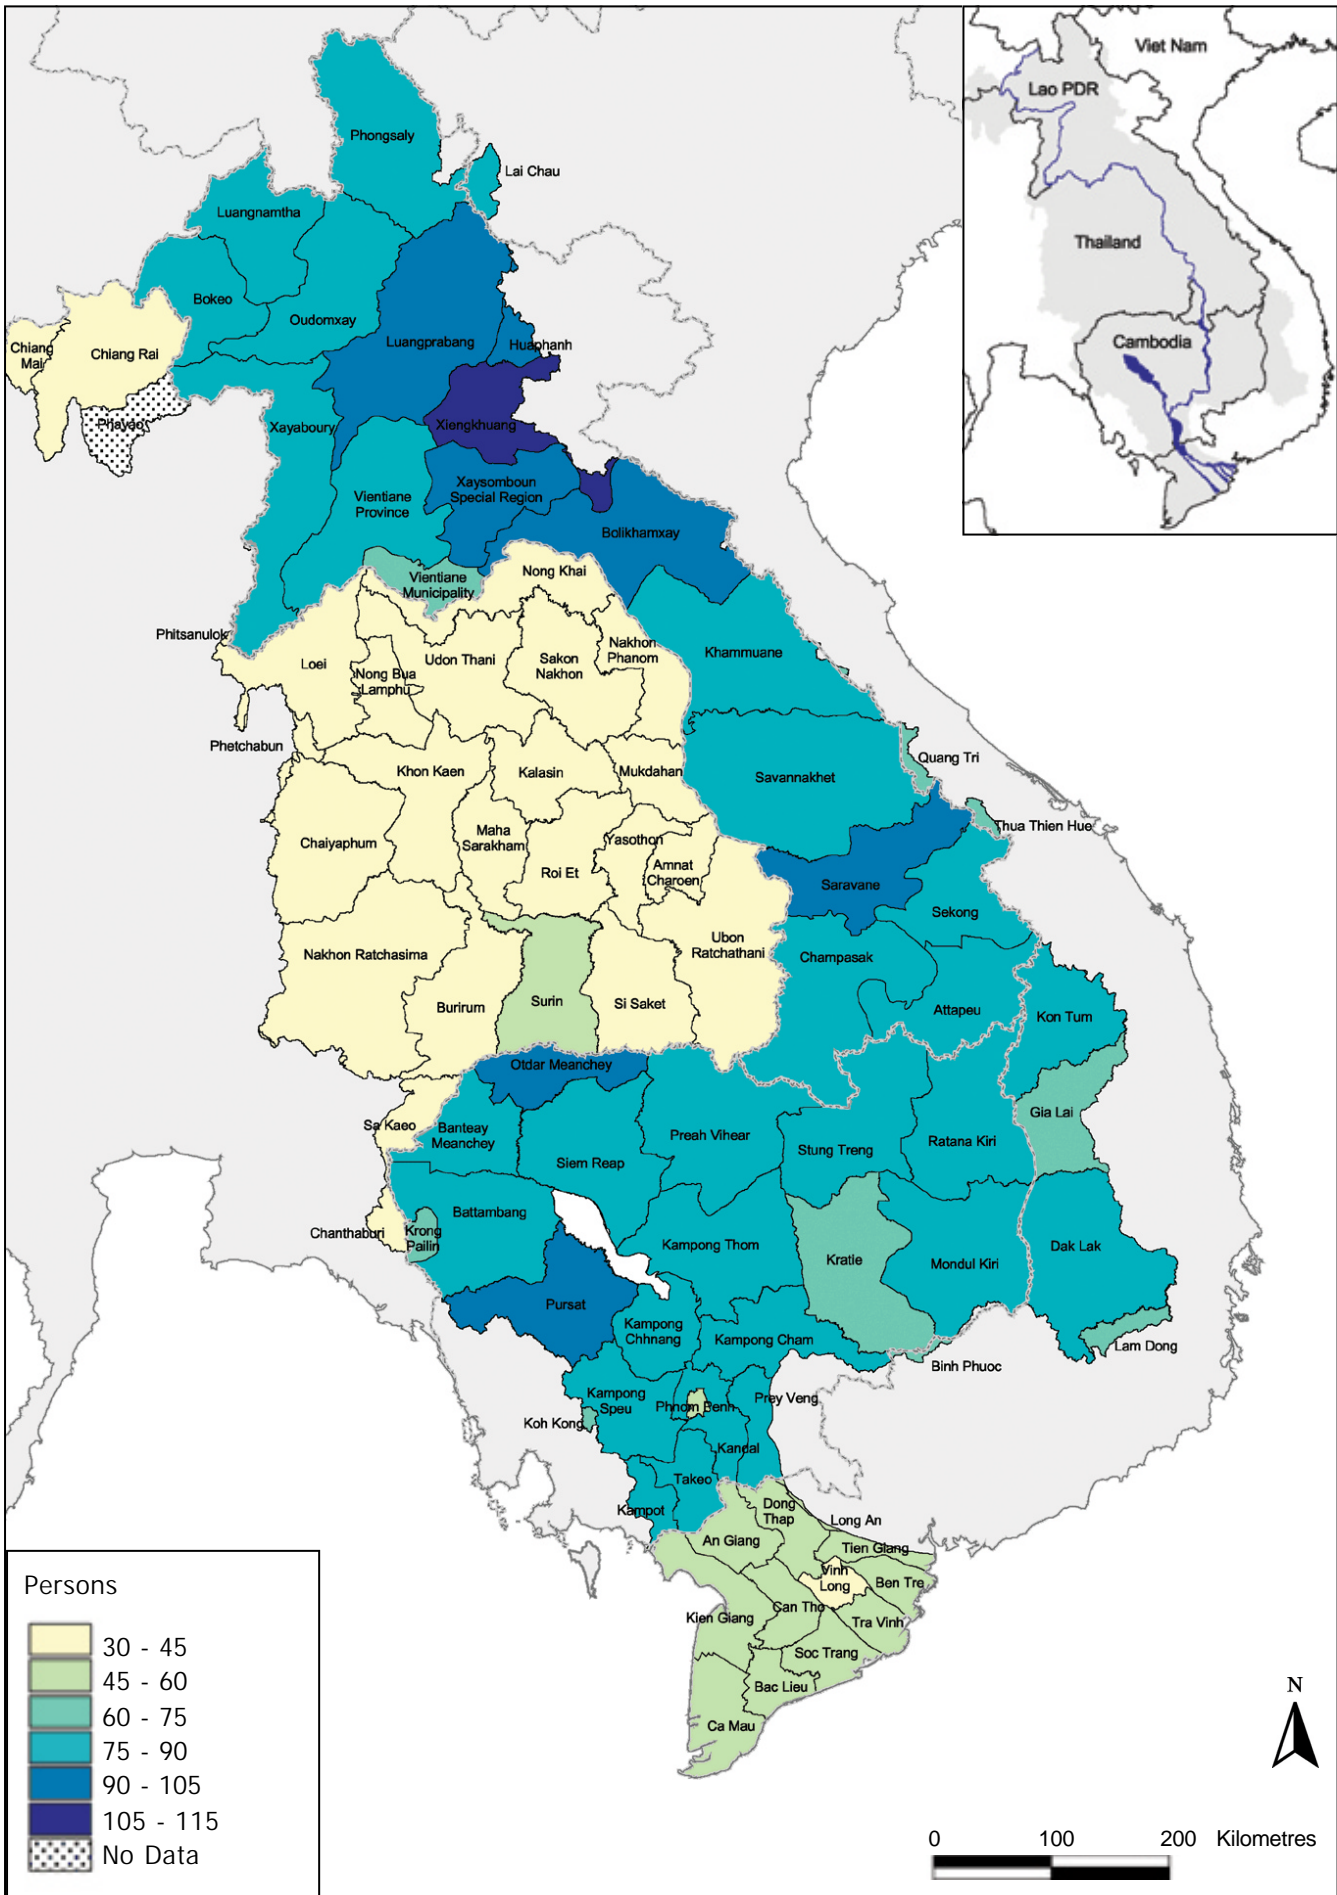 Viet Nam
Lao PDR
Thailand
Cambodia
Phongsaly
Lai Chau
Luangnamtha
Bokeo
Oudomxay
Luangprabang
Huaphanh
Chiang
Mai
Chiang Rai
Phayao
Xayaboury
Xiengkhuang
Vientiane
Province
Xaysomboun
Special Region
Bolikhamxay
Vientiane
Municipality
Nong Khai
Phitsanulok
Loei
Nong Bua
Lamphu
Udon Thani
Sakon
Nakhon
Nakhon
Phanom
Khammuane
Phetchabun
Khon Kaen
Kalasin
Mukdahan
Savannakhet
Quang Tri
Thua Thien Hue
Chaiyaphum
Maha
Sarakham
Roi Et
Yasothon
Amnat
Charoen
Saravane
Sekong
Nakhon Ratchasima
Burirum
Surin
Si Saket
Ubon
Ratchathani
Champasak
Attapeu
Kon Tum
Otdar Meanchey
Gia Lai
Sa Kaeo
Banteay
Meanchey
Siem Reap
Preah Vihear
Stung Treng
Ratana Kiri
Chanthaburi
Krong
Pailin
Battambang
Kampong Thom
Kratie
Mondul Kiri
Dak Lak
Pursat
Kampong
Chhnang
Kampong Cham
Binh Phuoc
Lam Dong
Kampong
Speu
Phnom Penh
Prey Veng
Koh Kong
Kandal
Takeo
Kampot
Dong
Thap
Long An
An Giang
Tien Giang
Vinh
Long
Ben Tre
Can Tho
Kien Giang
Tra Vinh
Soc Trang
Bac Lieu
Ca Mau
Persons
30 - 45
45 - 60
60 - 75
75 - 90
90 - 105
105 - 115
No Data
N
0 100 200 Kilometres